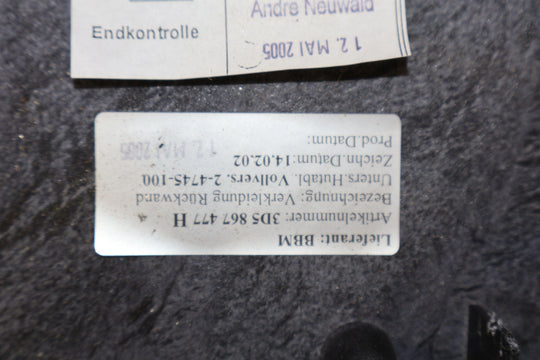 Endkontrolle
André Neuwald
12. MAI 2005
Lieferant: BBM
Artikelnummer: 3D5 867 477 H
Bezeichnung: Verkleidung Rückwand
Unters.Hutabl. Vollvers. 2-4745-100
Zeichn.Datum:14.02.02
Prod.Datum:
12. MAI 2005